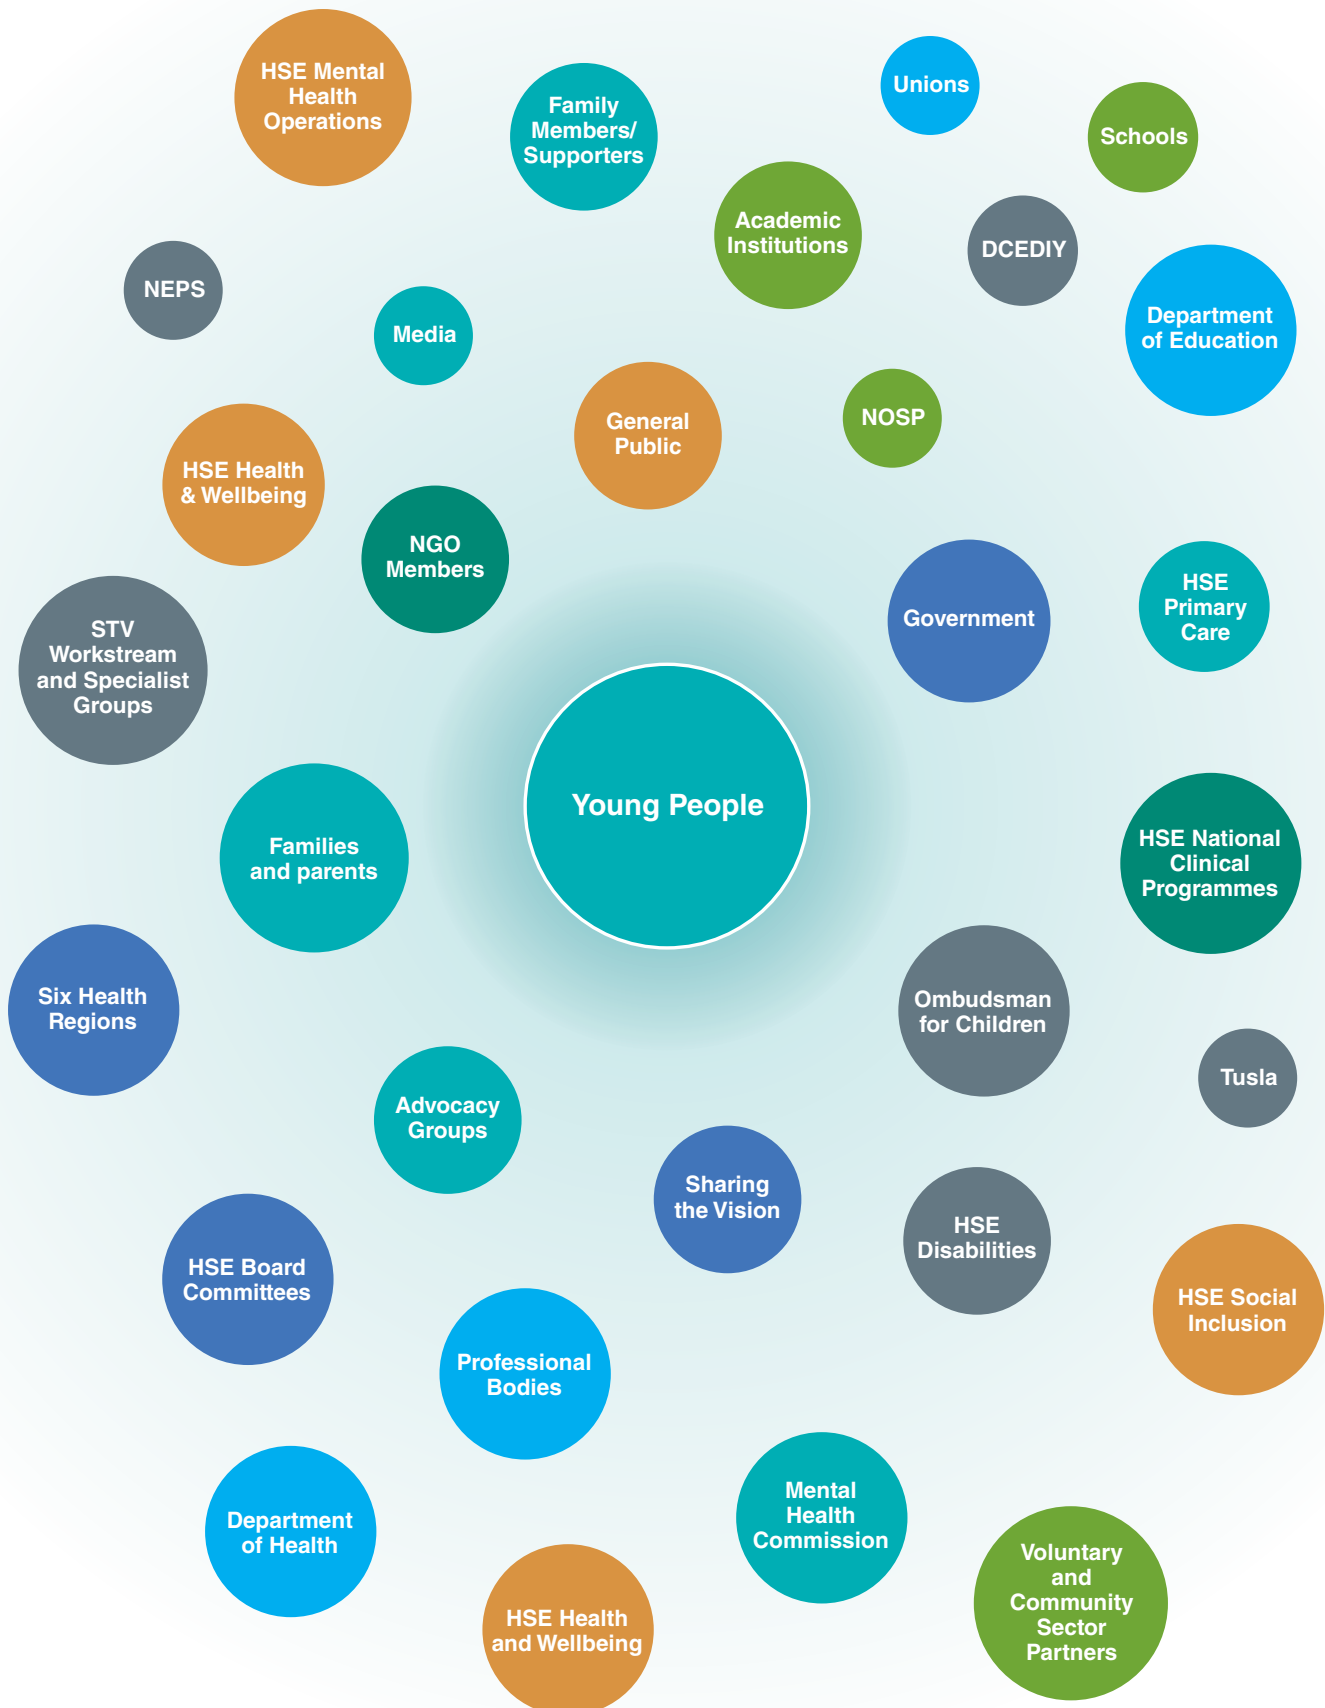 HSE Mental
Health
Operations
Family
Members/
Supporters
Unions
Schools
Academic
Institutions
DCEDIY
NEPS
Media
Department
of Education
General
Public
NOSP
HSE Health
& Wellbeing
NGO
Members
Government
HSE
Primary
Care
STV
Workstream
and Specialist
Groups
Young People
Families
and parents
HSE National
Clinical
Programmes
Six Health
Regions
Ombudsman
for Children
Tusla
Advocacy
Groups
Sharing
the Vision
HSE
Disabilities
HSE Board
Committees
HSE Social
Inclusion
Professional
Bodies
Department
of Health
Mental
Health
Commission
Voluntary
and
Community
Sector
Partners
HSE Health
and Wellbeing